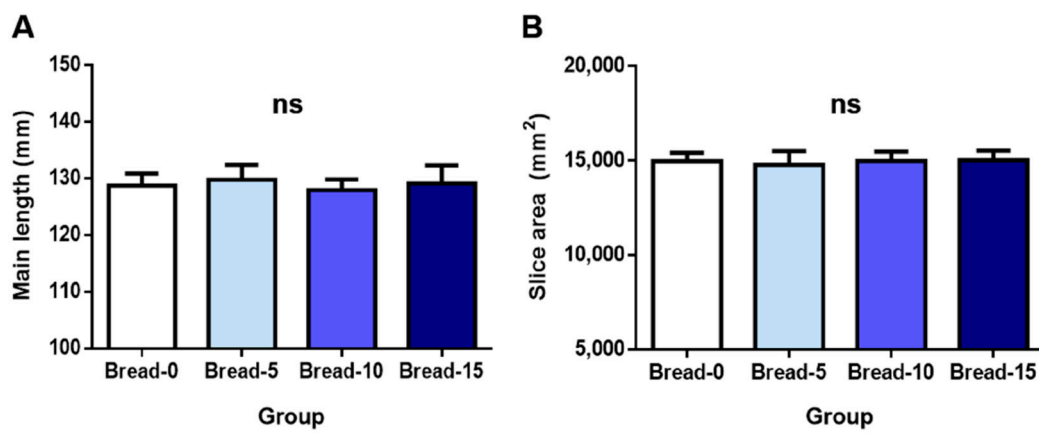 A
Main length (mm)
150
140
130
120
110
100
ns
Bread-0 Bread-5 Bread-10 Bread-15
Group
B
Slice area (mm²)
20,000
15,000
10,000
5,000
ns
Bread-0 Bread-5 Bread-10 Bread-15
Group